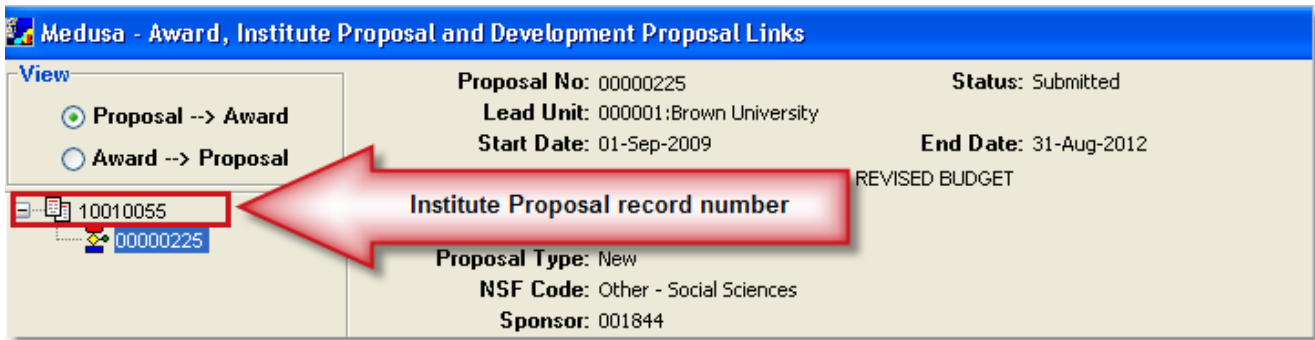 Medusa - Award, Institute Proposal and Development Proposal Links
View
Proposal --> Award
Award --> Proposal
10010055
00000225
Proposal No: 00000225 Status: Submitted
Lead Unit: 000001:Brown University
Start Date: 01-Sep-2009 End Date: 31-Aug-2012
REVISED BUDGET
Institute Proposal record number
Proposal Type: New
NSF Code: Other - Social Sciences
Sponsor: 001844